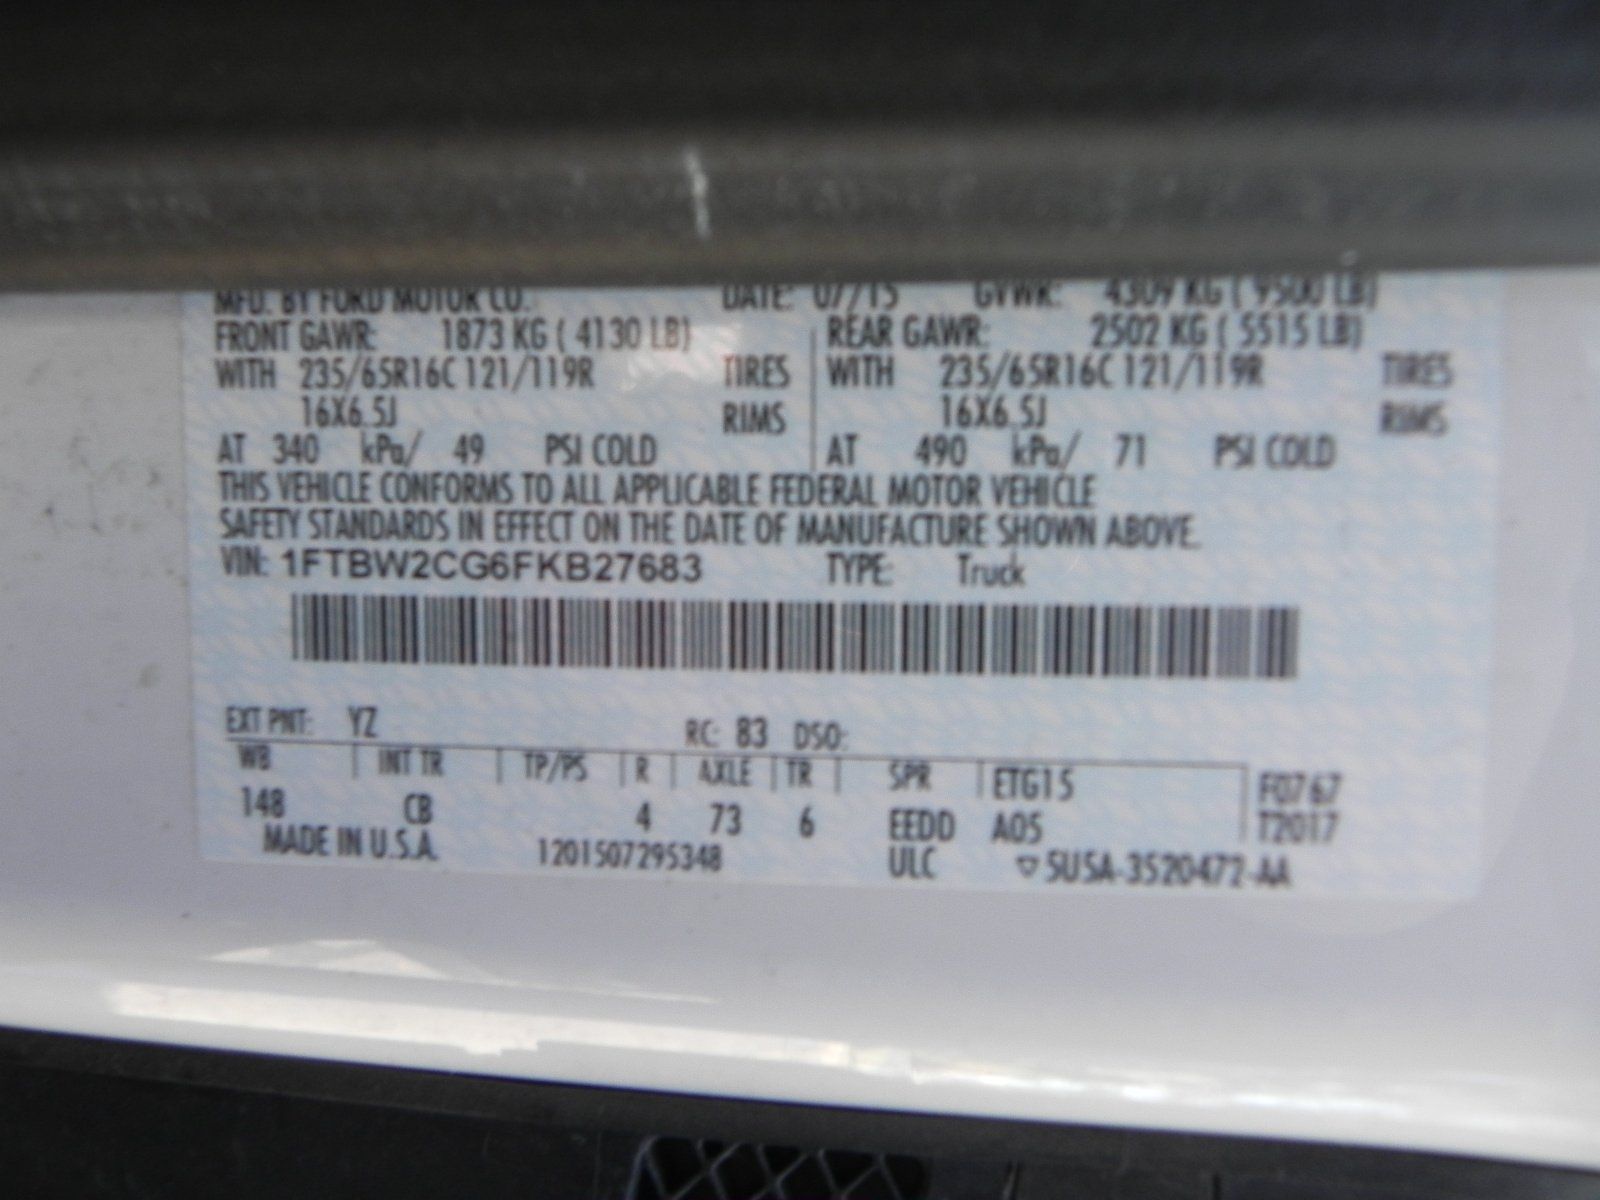 MFD. BY FORD MOTOR CO. DATE: 07/15 GVWR: 4309 KG ( 9500 LB)
FRONT GAWR: 1873 KG ( 4130 LB) REAR GAWR: 2502 KG ( 5515 LB)
WITH 235/65R16C 121/119R TIRES WITH 235/65R16C 121/119R TIRES
16X6.5J RIMS 16X6.5J RIMS
AT 340 kPa/ 49 PSI COLD AT 490 kPa/ 71 PSI COLD
THIS VEHICLE CONFORMS TO ALL APPLICABLE FEDERAL MOTOR VEHICLE
SAFETY STANDARDS IN EFFECT ON THE DATE OF MANUFACTURE SHOWN ABOVE.
VIN: 1FTBW2CG6FKB27683 TYPE: Truck
EXT PNT: YZ RC: 83 DSO:
WB INT TR TP/PS R AXLE TR SPR ETG15 F0767
148 CB 4 73 6 EEDD A05 T2017
MADE IN U.S.A. 1201507295348 ULC ▽ 5U5A-3520472-AA